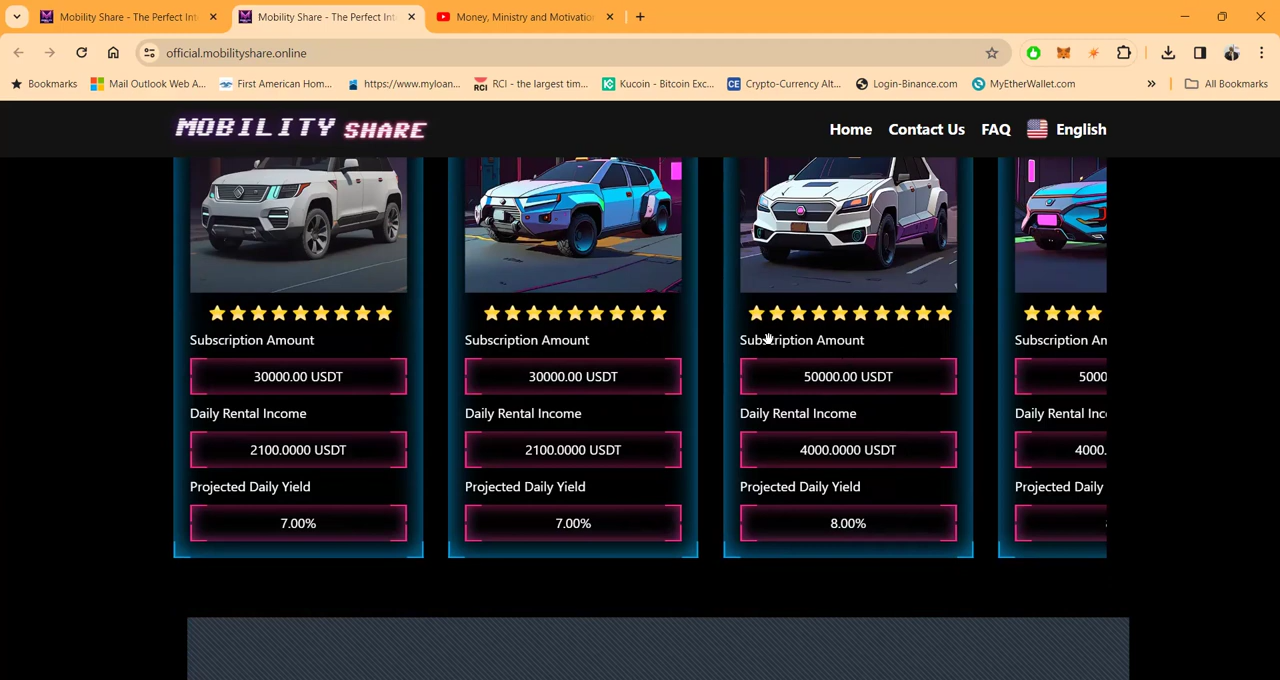 Mobility Share - The Perfect Int
Mobility Share - The Perfect Int
Money, Ministry and Motivation
official.mobilityshare.online
Bookmarks
Mail Outlook Web A...
First American Hom...
https://www.myloan...
RCI - the largest tim...
Kucoin - Bitcoin Exc...
Crypto-Currency Alt...
Login-Binance.com
MyEtherWallet.com
»
All Bookmarks
MOBILITY SHARE
Home
Contact Us
FAQ
English
Subscription Amount
Subscription Amount
Subscription Amount
Subscription An
30000.00 USDT
30000.00 USDT
50000.00 USDT
5000
Daily Rental Income
Daily Rental Income
Daily Rental Income
Daily Rental Inc
2100.0000 USDT
2100.0000 USDT
4000.0000 USDT
4000.
Projected Daily Yield
Projected Daily Yield
Projected Daily Yield
Projected Daily
7.00%
7.00%
8.00%